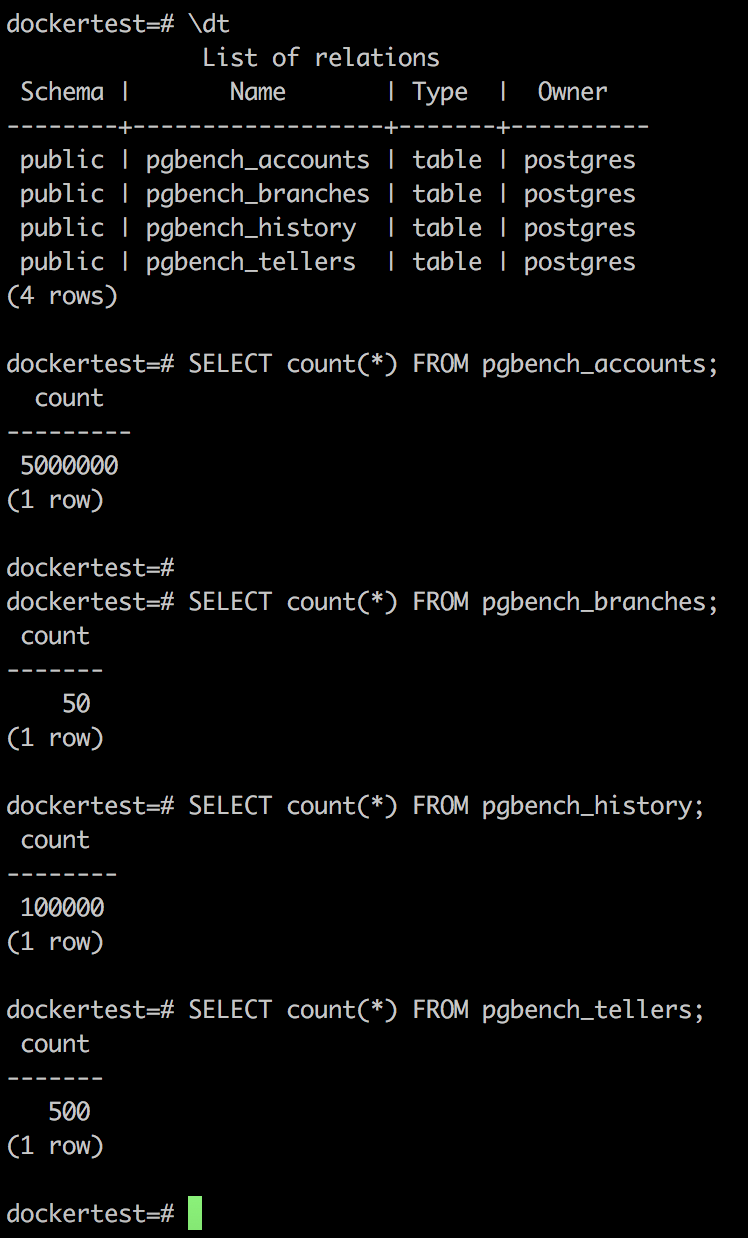 dockertest=# \dt
              List of relations
 Schema |       Name       | Type  |  Owner
--------+------------------+-------+----------
 public | pgbench_accounts | table | postgres
 public | pgbench_branches | table | postgres
 public | pgbench_history  | table | postgres
 public | pgbench_tellers  | table | postgres
(4 rows)

dockertest=# SELECT count(*) FROM pgbench_accounts;
  count
---------
 5000000
(1 row)

dockertest=#
dockertest=# SELECT count(*) FROM pgbench_branches;
 count
-------
    50
(1 row)

dockertest=# SELECT count(*) FROM pgbench_history;
 count
--------
 100000
(1 row)

dockertest=# SELECT count(*) FROM pgbench_tellers;
 count
-------
   500
(1 row)

dockertest=#